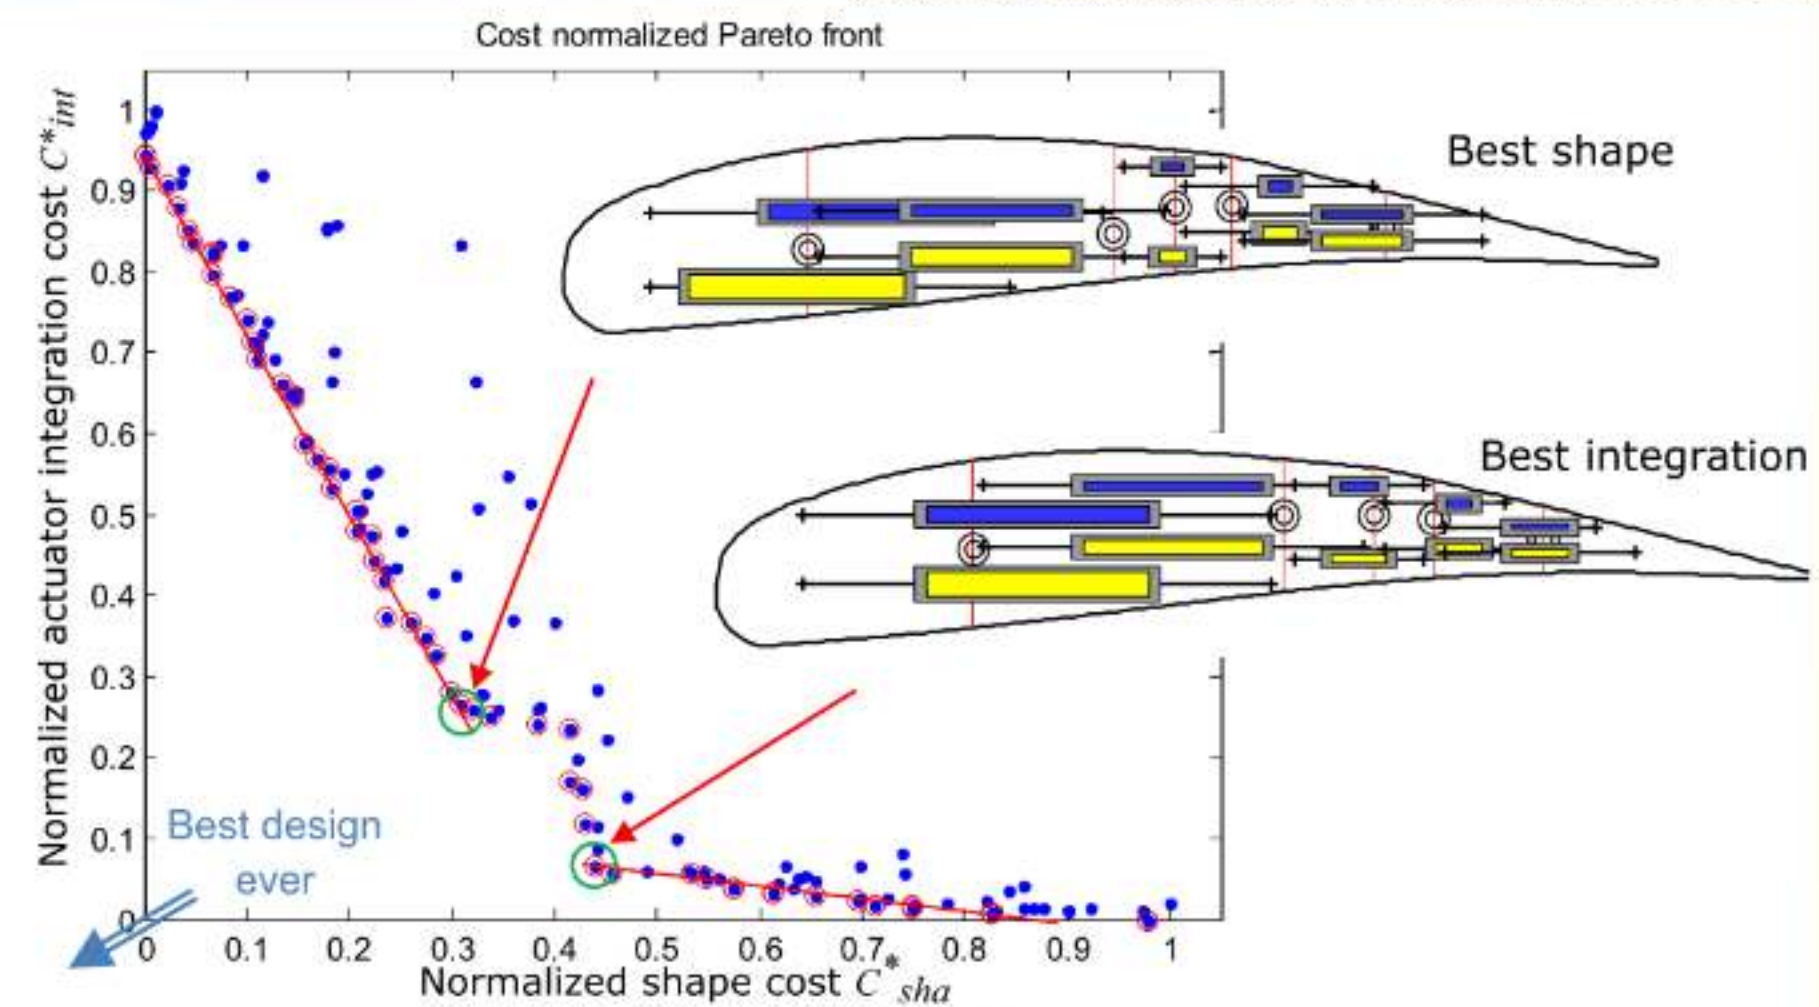 Cost normalized Pareto front
Normalized actuator integration cost C*int
1
0.9
0.8
0.7
0.6
0.5
0.4
0.3
0.2
0.1
0
Best shape
Best integration
Best design
ever
0 0.1 0.2 0.3 0.4 0.5 0.6 0.7 0.8 0.9 1
Normalized shape cost C*sha